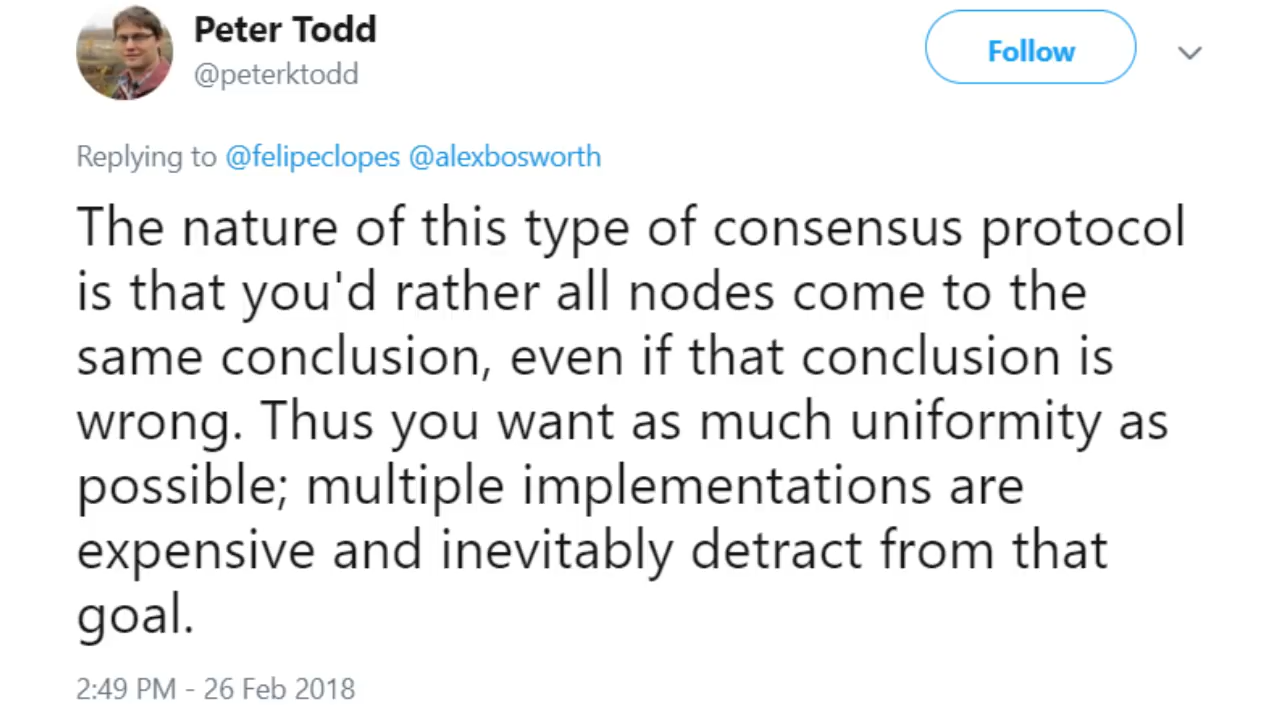 Peter Todd
@peterktodd
Follow
Replying to @felipeclopes @alexbosworth
The nature of this type of consensus protocol
is that you'd rather all nodes come to the
same conclusion, even if that conclusion is
wrong. Thus you want as much uniformity as
possible; multiple implementations are
expensive and inevitably detract from that
goal.
2:49 PM - 26 Feb 2018